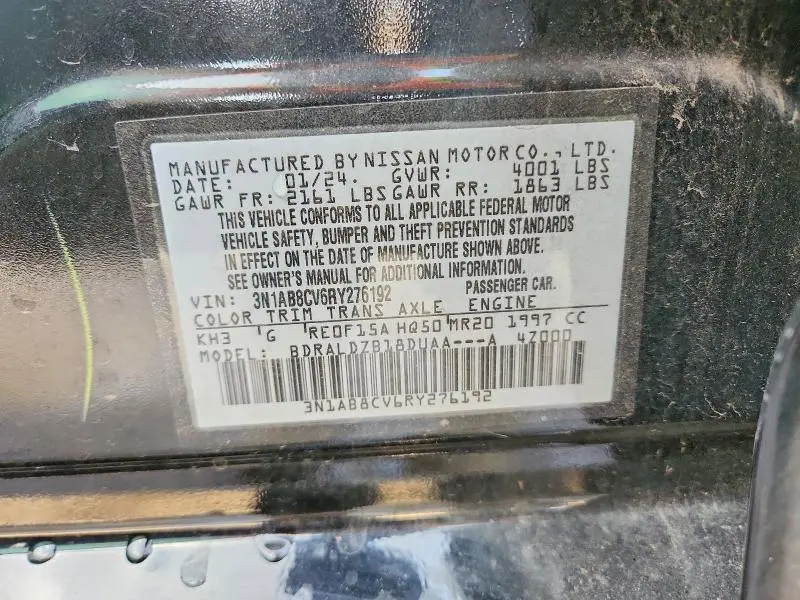 MANUFACTURED BY NISSAN MOTOR CO., LTD.
DATE: 01/24. GVWR: 4001 LBS
GAWR FR: 2161 LBS GAWR RR: 1863 LBS
THIS VEHICLE CONFORMS TO ALL APPLICABLE FEDERAL MOTOR
VEHICLE SAFETY, BUMPER AND THEFT PREVENTION STANDARDS
IN EFFECT ON THE DATE OF MANUFACTURE SHOWN ABOVE.
SEE OWNER'S MANUAL FOR ADDITIONAL INFORMATION.
VIN: 3N1AB8CV6RY276192 PASSENGER CAR.
COLOR TRIM TRANS AXLE ENGINE
KH3 'G RE0F15A HQ50 MR20 1997 CC
MODEL: BDRALDZB18DUAA---A 4Z000
3N1AB8CV6RY276192